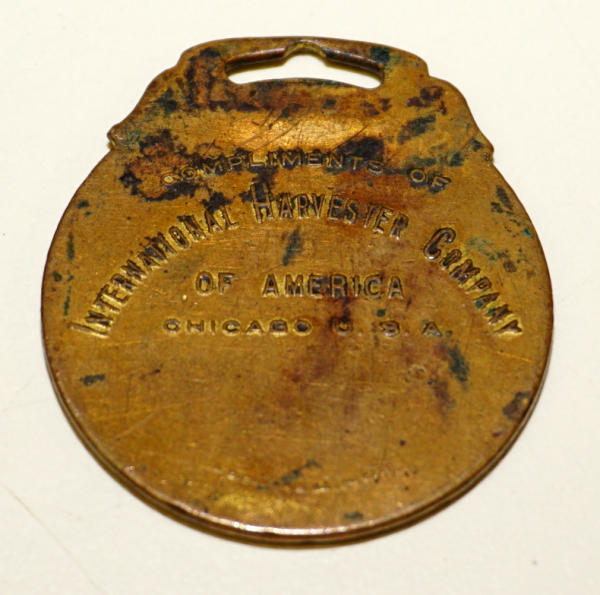 COMPLIMENTS OF
INTERNATIONAL HARVESTER COMPANY
OF AMERICA
CHICAGO U. S. A.